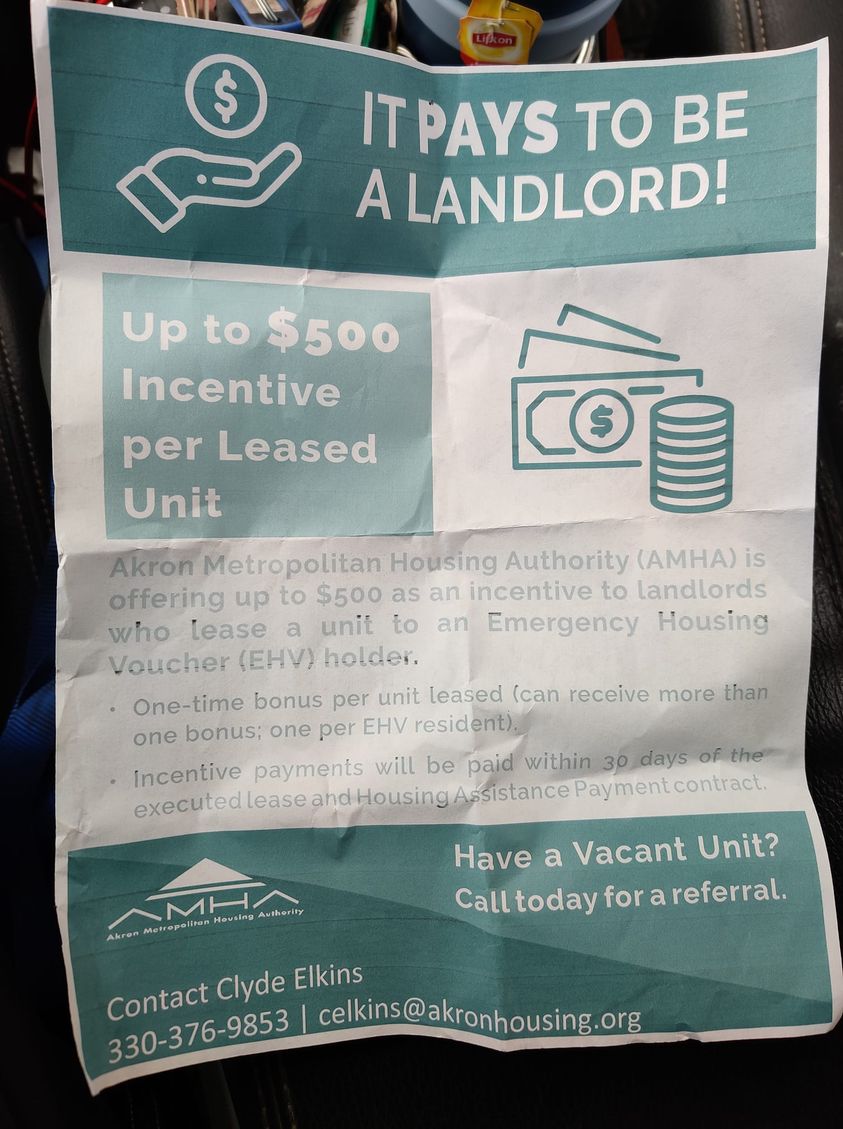 Lipton
IT PAYS TO BE
A LANDLORD!
Up to $500
Incentive
per Leased
Unit
Akron Metropolitan Housing Authority (AMHA) is
offering up to $500 as an incentive to landlords
who lease a unit to an Emergency Housing
Voucher (EHV) holder.
• One-time bonus per unit leased (can receive more than
one bonus; one per EHV resident).
• Incentive payments will be paid within 30 days of the
executed lease and Housing Assistance Payment contract.
Have a Vacant Unit?
Call today for a referral.
AMHA
Akron Metropolitan Housing Authority
Contact Clyde Elkins
330-376-9853 | celkins@akronhousing.org